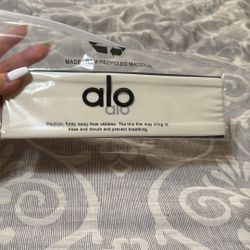 MADE FROM RECYCLED MATERIAL
alo
alo
Caution: Keep away from children. The thin film may cling to
nose and mouth and prevent breathing.